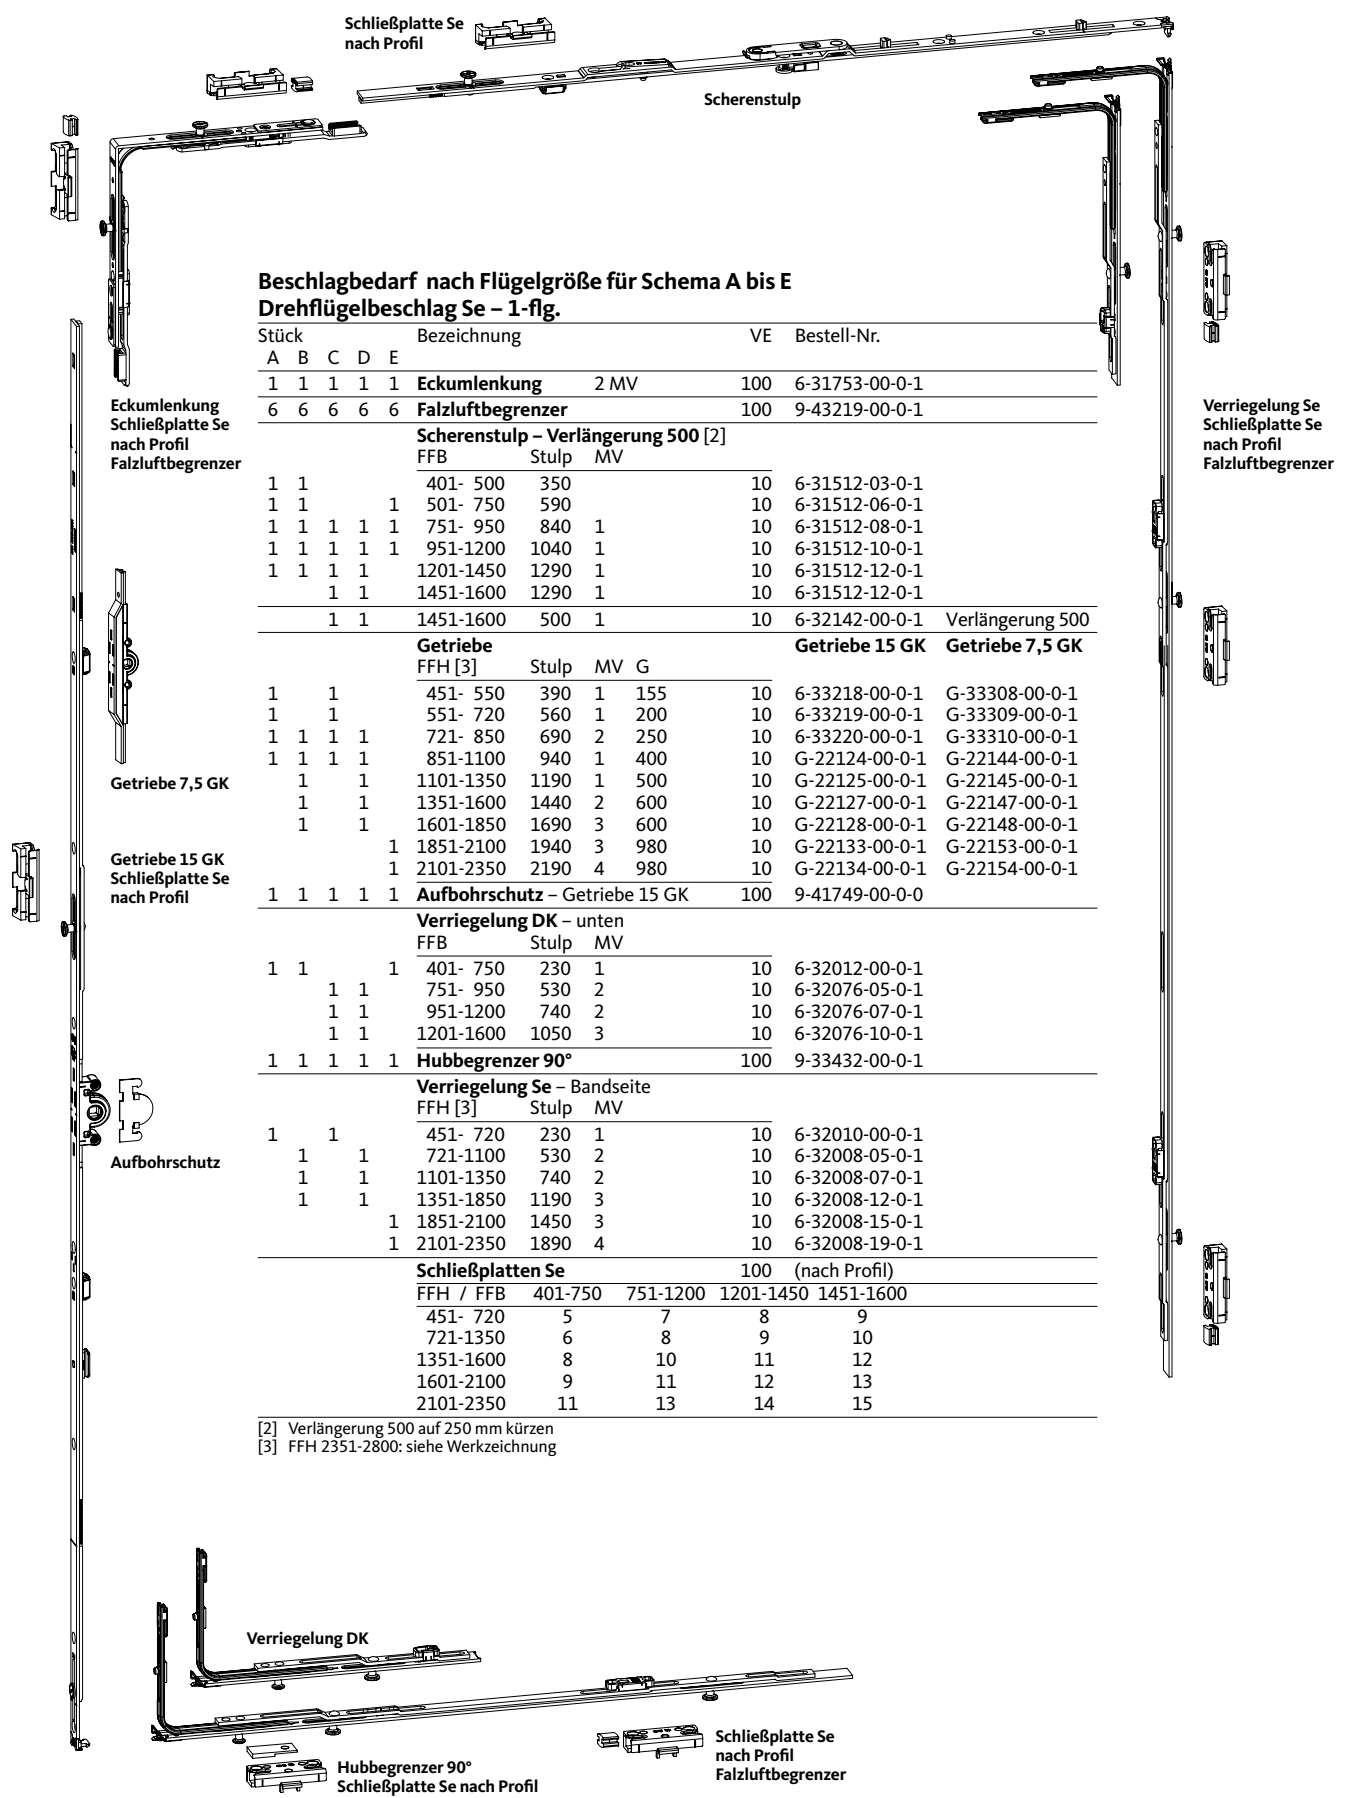 Schließplatte Se
nach Profil
Scherenstulp
Beschlagbedarf nach Flügelgröße für Schema A bis E
Drehflügelbeschlag Se – 1-flg.
Stück Bezeichnung VE Bestell-Nr.
A B C D E
1 1 1 1 1 Eckumlenkung 2 MV 100 6-31753-00-0-1
6 6 6 6 6 Falzluftbegrenzer 100 9-43219-00-0-1
Scherenstulp – Verlängerung 500 [2]
FFB Stulp MV
1 1 401- 500 350 10 6-31512-03-0-1
1 1 1 501- 750 590 10 6-31512-06-0-1
1 1 1 1 1 751- 950 840 1 10 6-31512-08-0-1
1 1 1 1 1 951-1200 1040 1 10 6-31512-10-0-1
1 1 1 1 1201-1450 1290 1 10 6-31512-12-0-1
1 1 1451-1600 1290 1 10 6-31512-12-0-1
1 1 1451-1600 500 1 10 6-32142-00-0-1 Verlängerung 500
Getriebe Getriebe 15 GK Getriebe 7,5 GK
FFH [3] Stulp MV G
1 1 451- 550 390 1 155 10 6-33218-00-0-1 G-33308-00-0-1
1 1 551- 720 560 1 200 10 6-33219-00-0-1 G-33309-00-0-1
1 1 1 1 721- 850 690 2 250 10 6-33220-00-0-1 G-33310-00-0-1
1 1 1 1 851-1100 940 1 400 10 G-22124-00-0-1 G-22144-00-0-1
1 1 1101-1350 1190 1 500 10 G-22125-00-0-1 G-22145-00-0-1
1 1 1351-1600 1440 2 600 10 G-22127-00-0-1 G-22147-00-0-1
1 1 1601-1850 1690 3 600 10 G-22128-00-0-1 G-22148-00-0-1
1 1851-2100 1940 3 980 10 G-22133-00-0-1 G-22153-00-0-1
1 2101-2350 2190 4 980 10 G-22134-00-0-1 G-22154-00-0-1
1 1 1 1 1 Aufbohrschutz – Getriebe 15 GK 100 9-41749-00-0-0
Verriegelung DK – unten
FFB Stulp MV
1 1 1 401- 750 230 1 10 6-32012-00-0-1
1 1 751- 950 530 2 10 6-32076-05-0-1
1 1 951-1200 740 2 10 6-32076-07-0-1
1 1 1201-1600 1050 3 10 6-32076-10-0-1
1 1 1 1 1 Hubbegrenzer 90° 100 9-33432-00-0-1
Verriegelung Se – Bandseite
FFH [3] Stulp MV
1 1 451- 720 230 1 10 6-32010-00-0-1
1 1 721-1100 530 2 10 6-32008-05-0-1
1 1 1101-1350 740 2 10 6-32008-07-0-1
1 1 1351-1850 1190 3 10 6-32008-12-0-1
1 1851-2100 1450 3 10 6-32008-15-0-1
1 2101-2350 1890 4 10 6-32008-19-0-1
Schließplatten Se 100 (nach Profil)
FFH / FFB 401-750 751-1200 1201-1450 1451-1600
451- 720 5 7 8 9
721-1350 6 8 9 10
1351-1600 8 10 11 12
1601-2100 9 11 12 13
2101-2350 11 13 14 15
[2] Verlängerung 500 auf 250 mm kürzen
[3] FFH 2351-2800: siehe Werkzeichnung
Eckumlenkung
Schließplatte Se
nach Profil
Falzluftbegrenzer
Getriebe 7,5 GK
Getriebe 15 GK
Schließplatte Se
nach Profil
Aufbohrschutz
Verriegelung Se
Schließplatte Se
nach Profil
Falzluftbegrenzer
Verriegelung DK
Hubbegrenzer 90°
Schließplatte Se nach Profil
Schließplatte Se
nach Profil
Falzluftbegrenzer